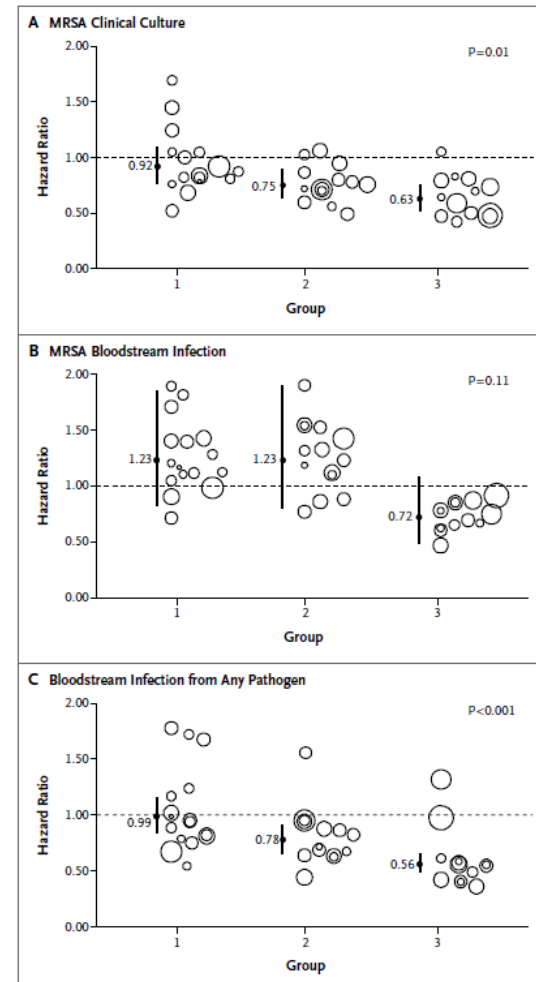 A MRSA Clinical Culture
2.00
P=0.01
1.50
1.00
0.92
0.75
0.63
0.50
0.00
Hazard Ratio
1 2 3
Group
B MRSA Bloodstream Infection
2.00
P=0.11
1.50
1.23
1.23
1.00
0.72
0.50
0.00
Hazard Ratio
1 2 3
Group
C Bloodstream Infection from Any Pathogen
2.00
P<0.001
1.50
1.00
0.99
0.78
0.56
0.50
0.00
Hazard Ratio
1 2 3
Group